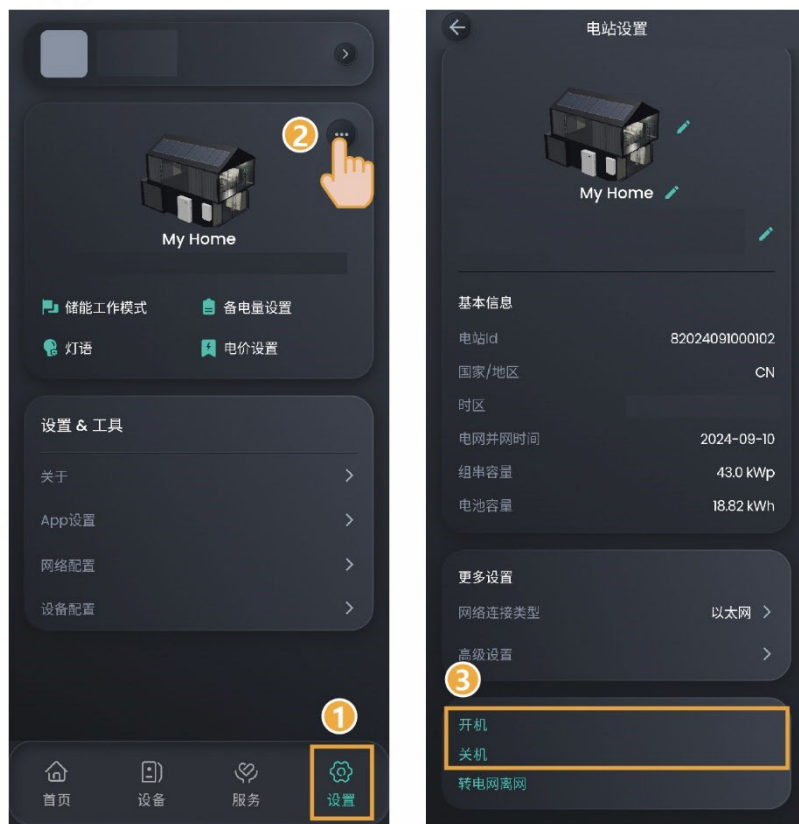 2
My Home
储能工作模式
备电量设置
灯语
电价设置
设置 & 工具
关于
App设置
网络配置
设备配置
1
首页
设备
服务
设置
电站设置
My Home
基本信息
电站Id 82024091000102
国家/地区 CN
时区
电网并网时间 2024-09-10
组串容量 43.0 kWp
电池容量 18.82 kWh
更多设置
网络连接类型 以太网
高级设置
3
开机
关机
转电网离网